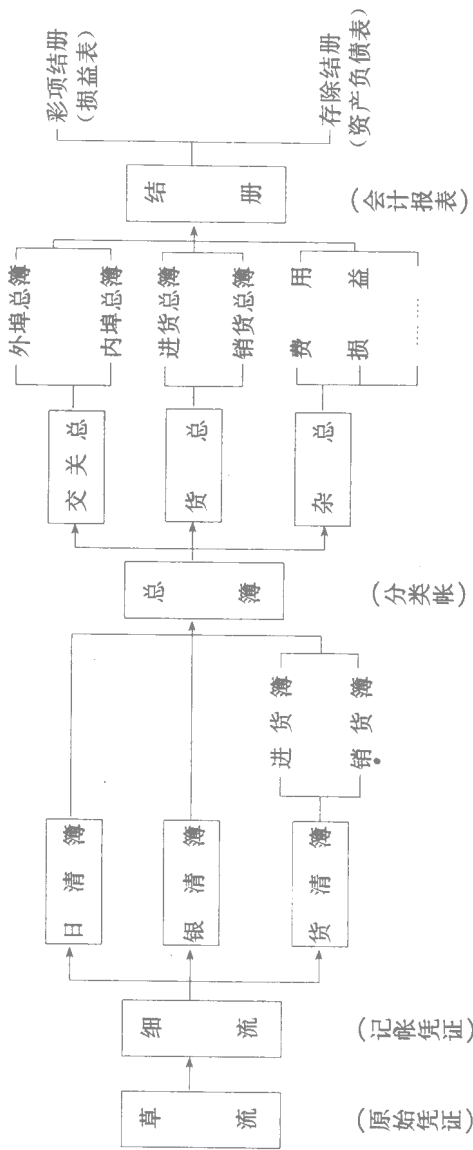 草流
(原始凭证)
细流
(记帐凭证)
日清簿
银清簿
货清簿
进货簿
销货簿
总簿
(分类帐)
交关总
货总
杂总
外埠总簿
内埠总簿
进货总簿
销货总簿
费用
损益
……
结册
(会计报表)
彩项结册
(损益表)
存除结册
(资产负债表)